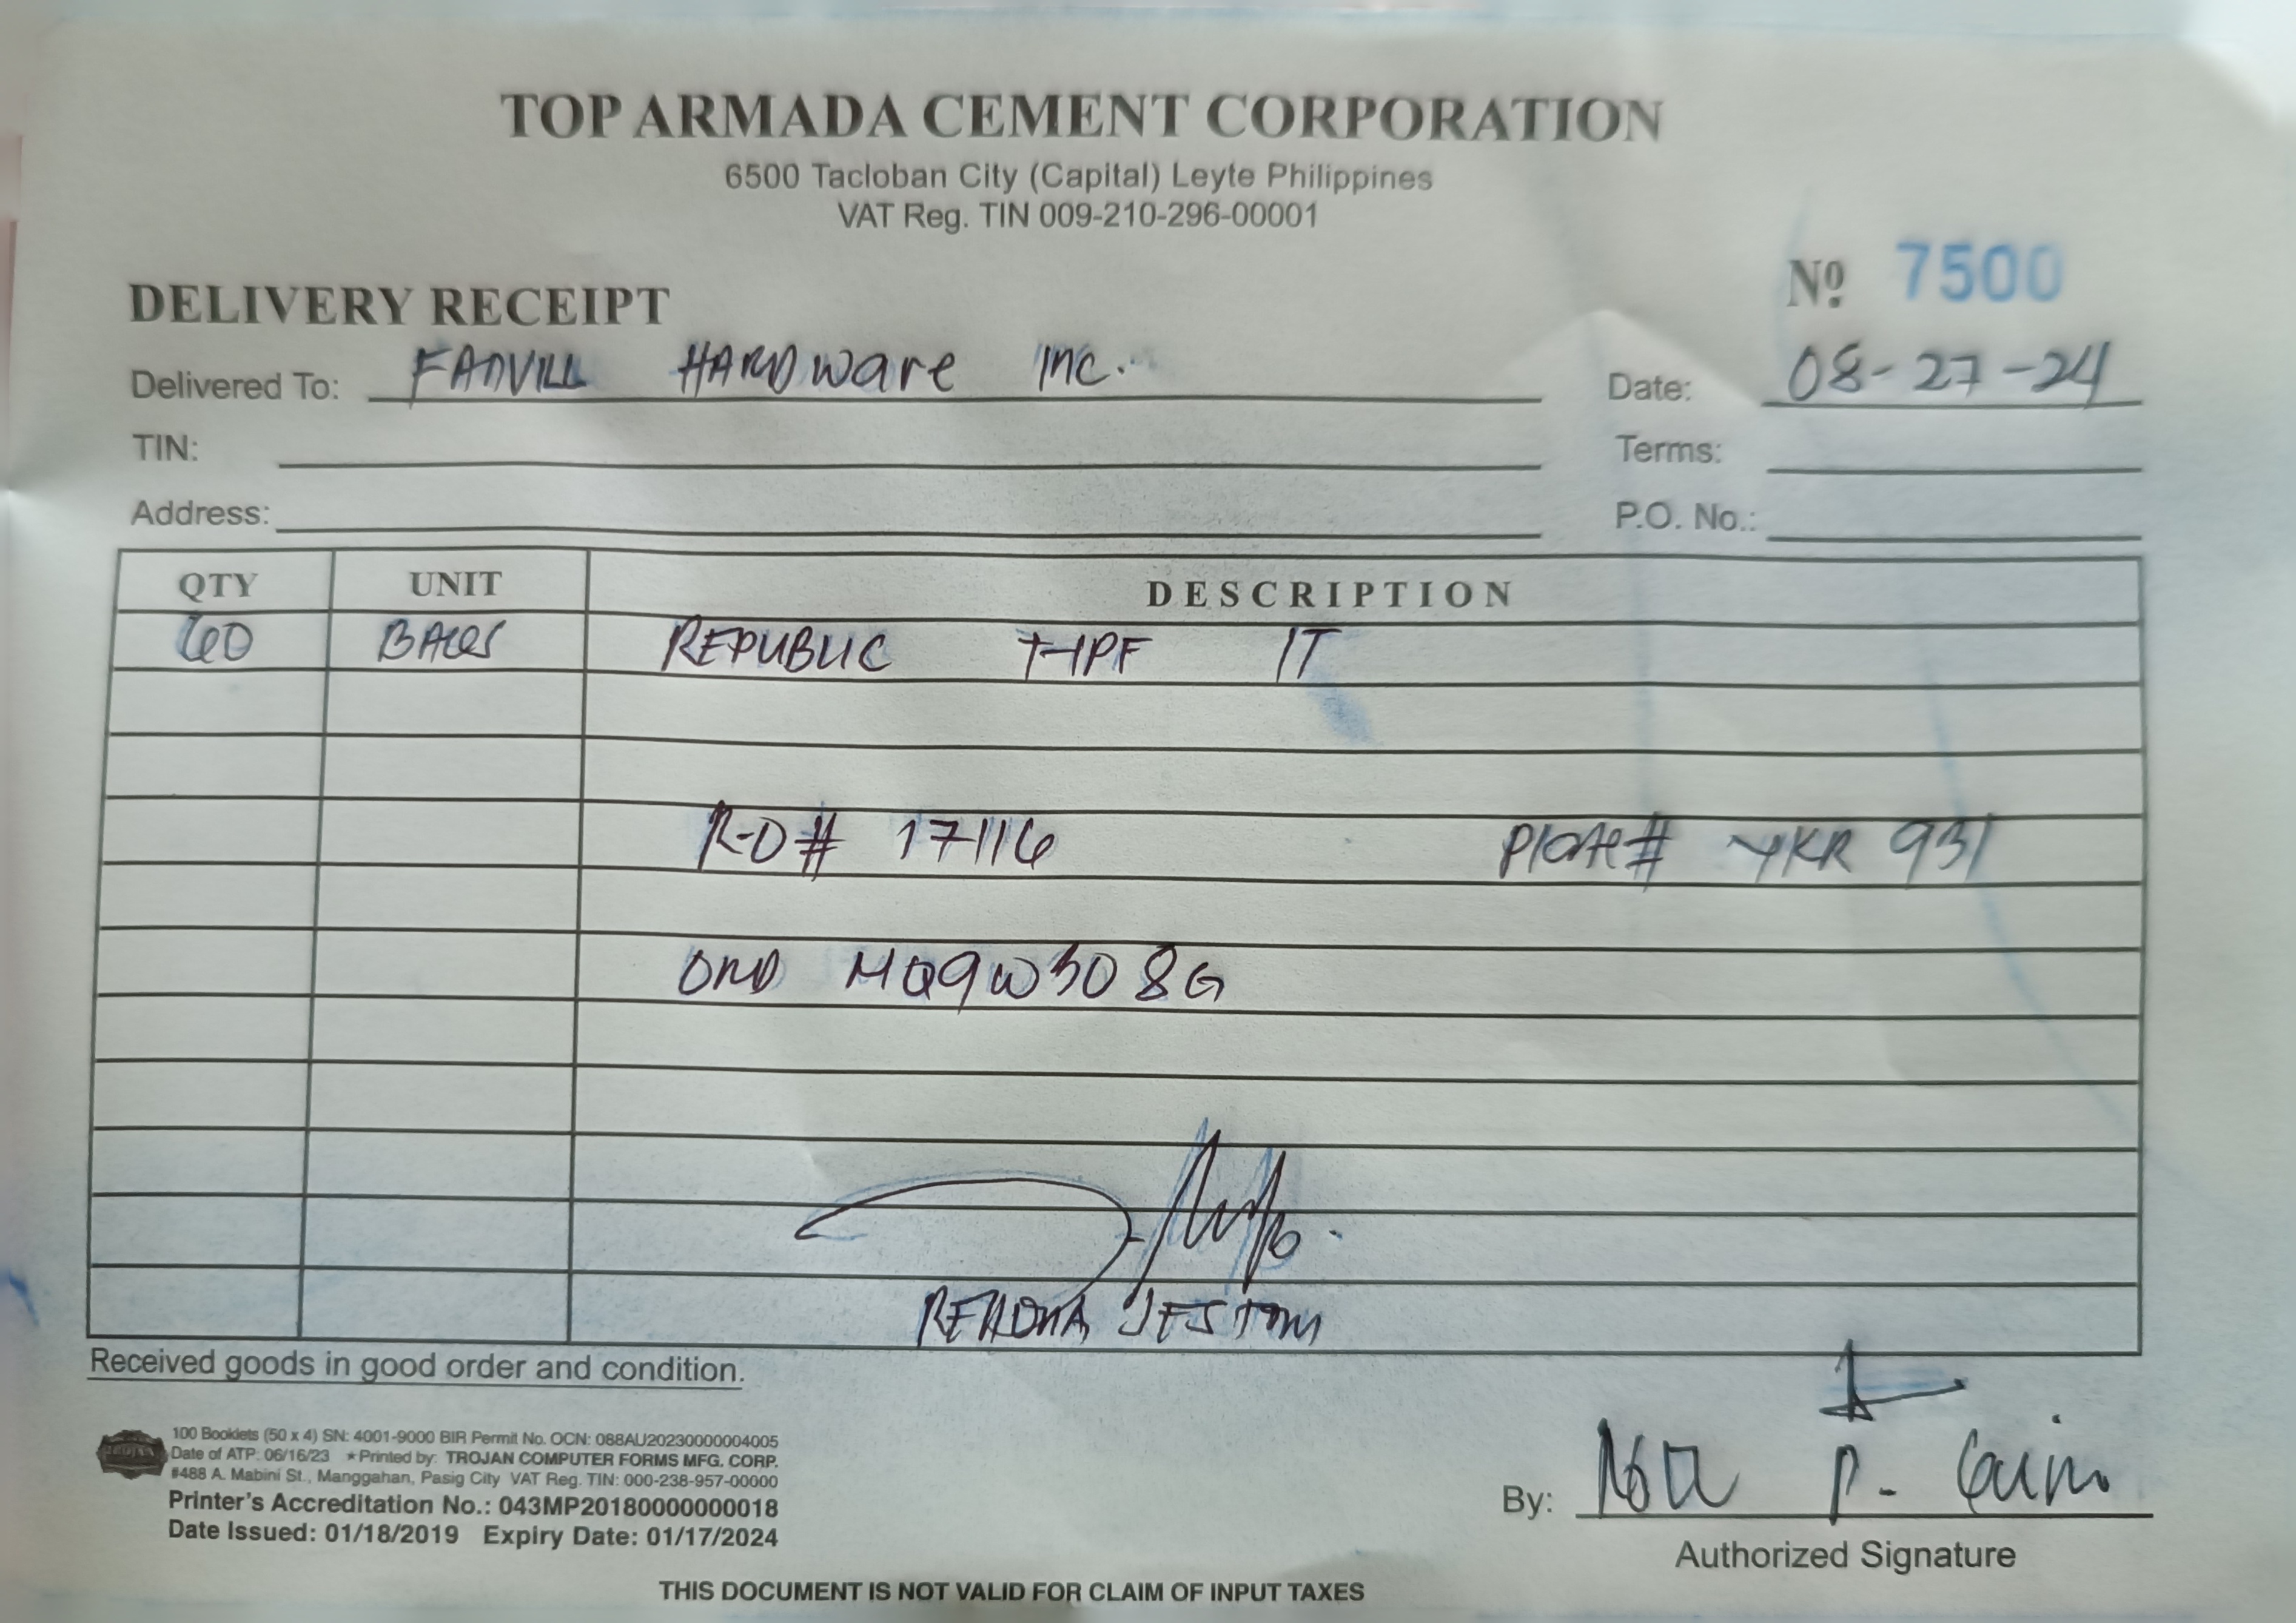 TOP ARMADA CEMENT CORPORATION
6500 Tacloban City (Capital) Leyte Philippines
VAT Reg. TIN 009-210-296-00001
DELIVERY RECEIPT
Nº 7500
Delivered To: FADVILL HARDware Inc.
Date: 08-27-24
TIN:
Terms:
Address:
P.O. No.:
QTY UNIT DESCRIPTION
60 BAGS REPUBLIC T-1PF 1T
R-O# 17116 Plate# YKR 931
MQ9W308G
Received goods in good order and condition.
100 Booklets (50 x 4) SN: 4001-9000 BIR Permit No. OCN: 088AU20230000004005
Date of ATP: 06/16/23 ★Printed by: TROJAN COMPUTER FORMS MFG. CORP.
#488 A. Mabini St., Manggahan, Pasig City VAT Reg. TIN: 000-238-957-00000
Printer's Accreditation No.: 043MP20180000000018
Date Issued: 01/18/2019 Expiry Date: 01/17/2024
By:
Authorized Signature
THIS DOCUMENT IS NOT VALID FOR CLAIM OF INPUT TAXES